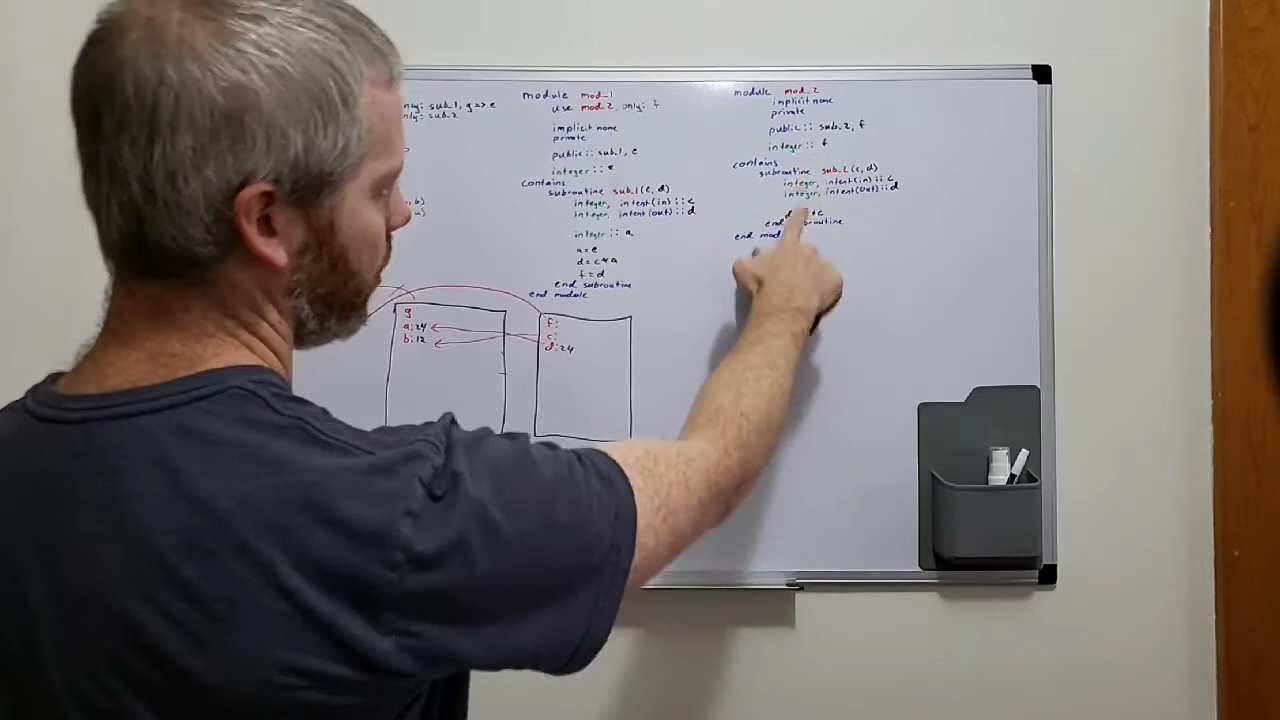 only: sub_1, g => e
only: sub_2
b)
a)
module mod_1
use mod_2, only: f
implicit none
private
public :: sub_1, e
integer :: e
contains
subroutine sub_1(c, d)
integer, intent(in) :: c
integer, intent(out) :: d
integer :: a
a = e
d = c * a
f = d
end subroutine
end module
module mod_2
implicit none
private
public :: sub_2, f
integer :: f
contains
subroutine sub_2(c, d)
integer, intent(in) :: c
integer, intent(out) :: d
end subroutine
end
g
a: 24
b: 12
f:
c:
d: 24